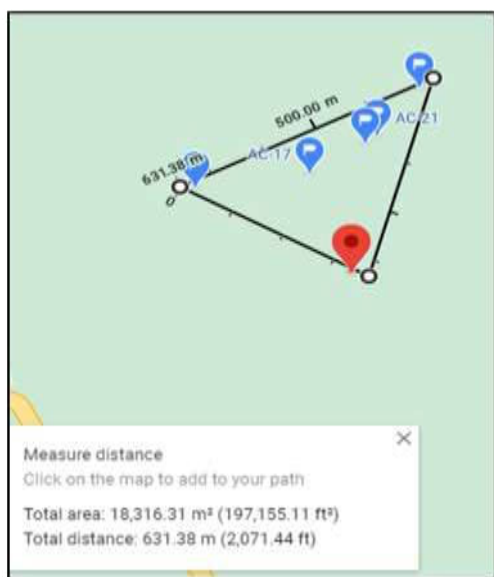 500.00 m
AC 21
AC 17
631.38 m
0
Measure distance
Click on the map to add to your path
Total area: 18,316.31 m² (197,155.11 ft²)
Total distance: 631.38 m (2,071.44 ft)